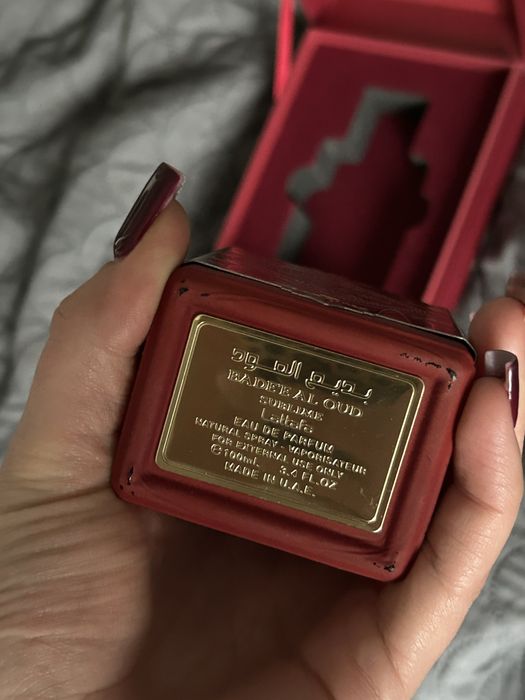 بديع العود
BADEE AL OUD
SUBLIME
Lattafa
EAU DE PARFUM
NATURAL SPRAY - VAPORISATEUR
FOR EXTERNAL USE ONLY
℮100mL 3.4 FL.OZ
MADE IN U.A.E.